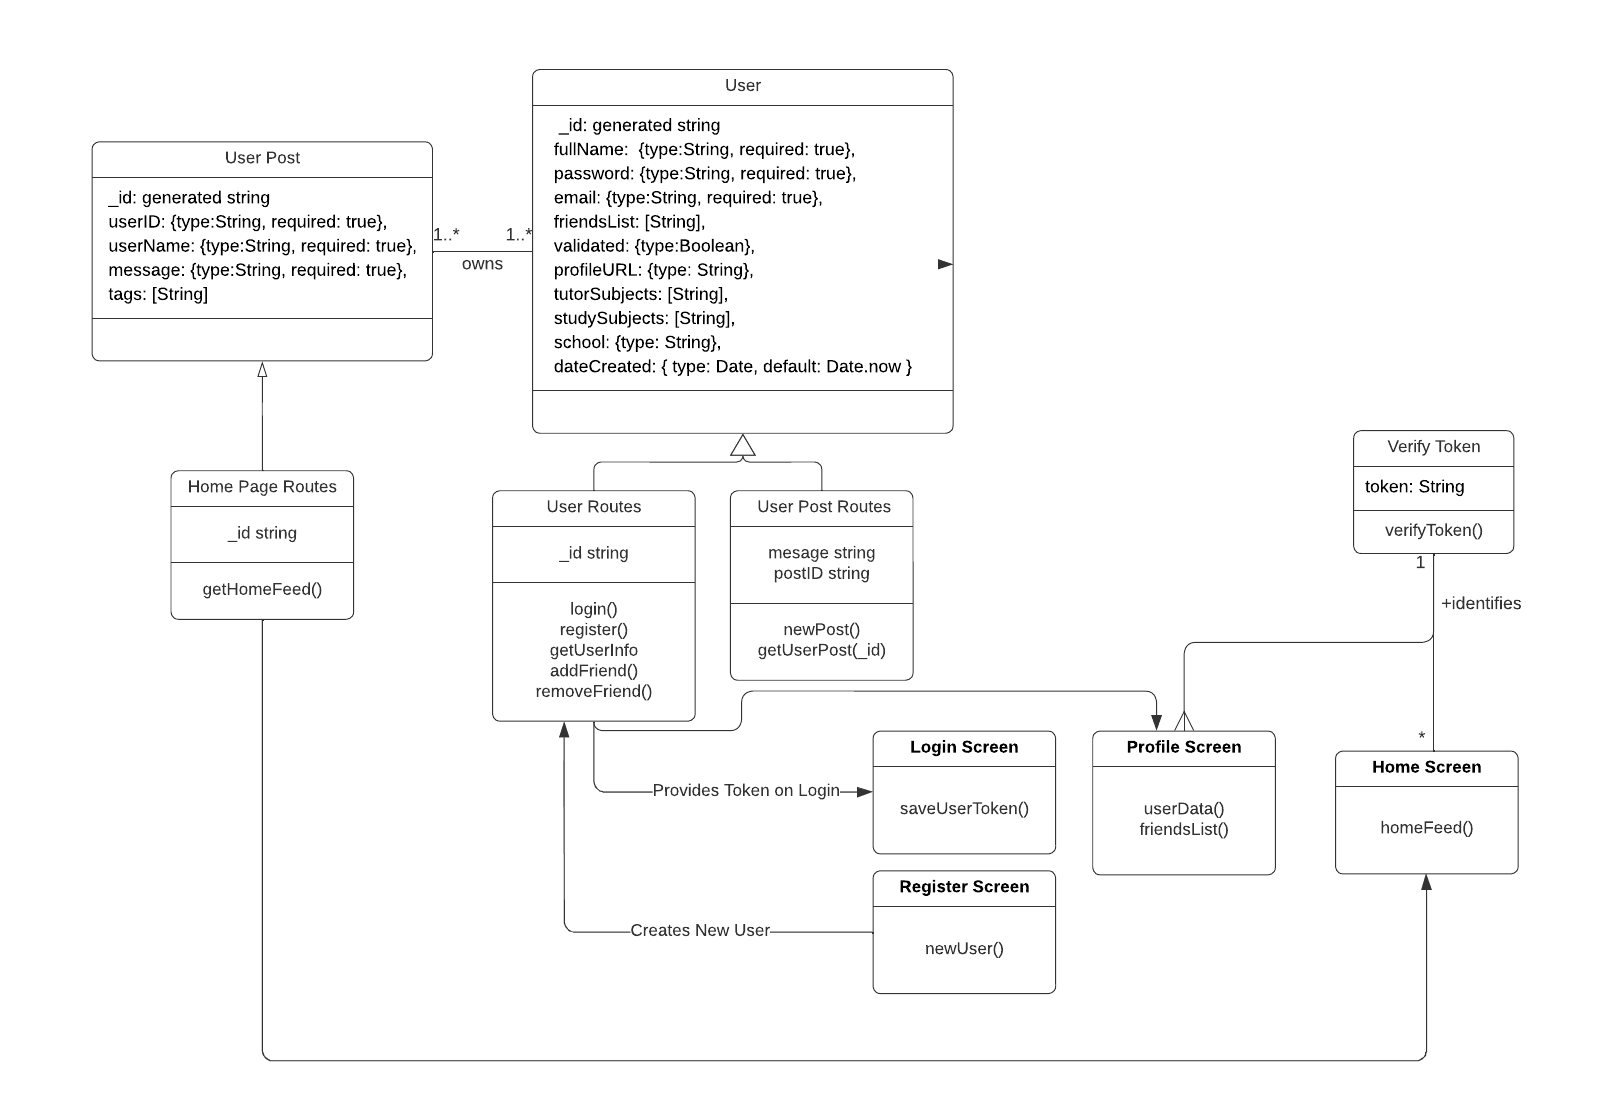 User
_id: generated string
fullName:  {type:String, required: true},
password: {type:String, required: true},
email: {type:String, required: true},
friendsList: [String],
validated: {type:Boolean},
profileURL: {type: String},
tutorSubjects: [String],
studySubjects: [String],
school: {type: String},
dateCreated: { type: Date, default: Date.now }
User Post
_id: generated string
userID: {type:String, required: true},
userName: {type:String, required: true},
message: {type:String, required: true},
tags: [String]
1..*
1..*
owns
Home Page Routes
_id string
getHomeFeed()
User Routes
_id string
login()
register()
getUserInfo
addFriend()
removeFriend()
User Post Routes
mesage string
postID string
newPost()
getUserPost(_id)
Verify Token
token: String
verifyToken()
1
+identifies
*
Login Screen
saveUserToken()
Profile Screen
userData()
friendsList()
Home Screen
homeFeed()
Provides Token on Login
Register Screen
newUser()
Creates New User